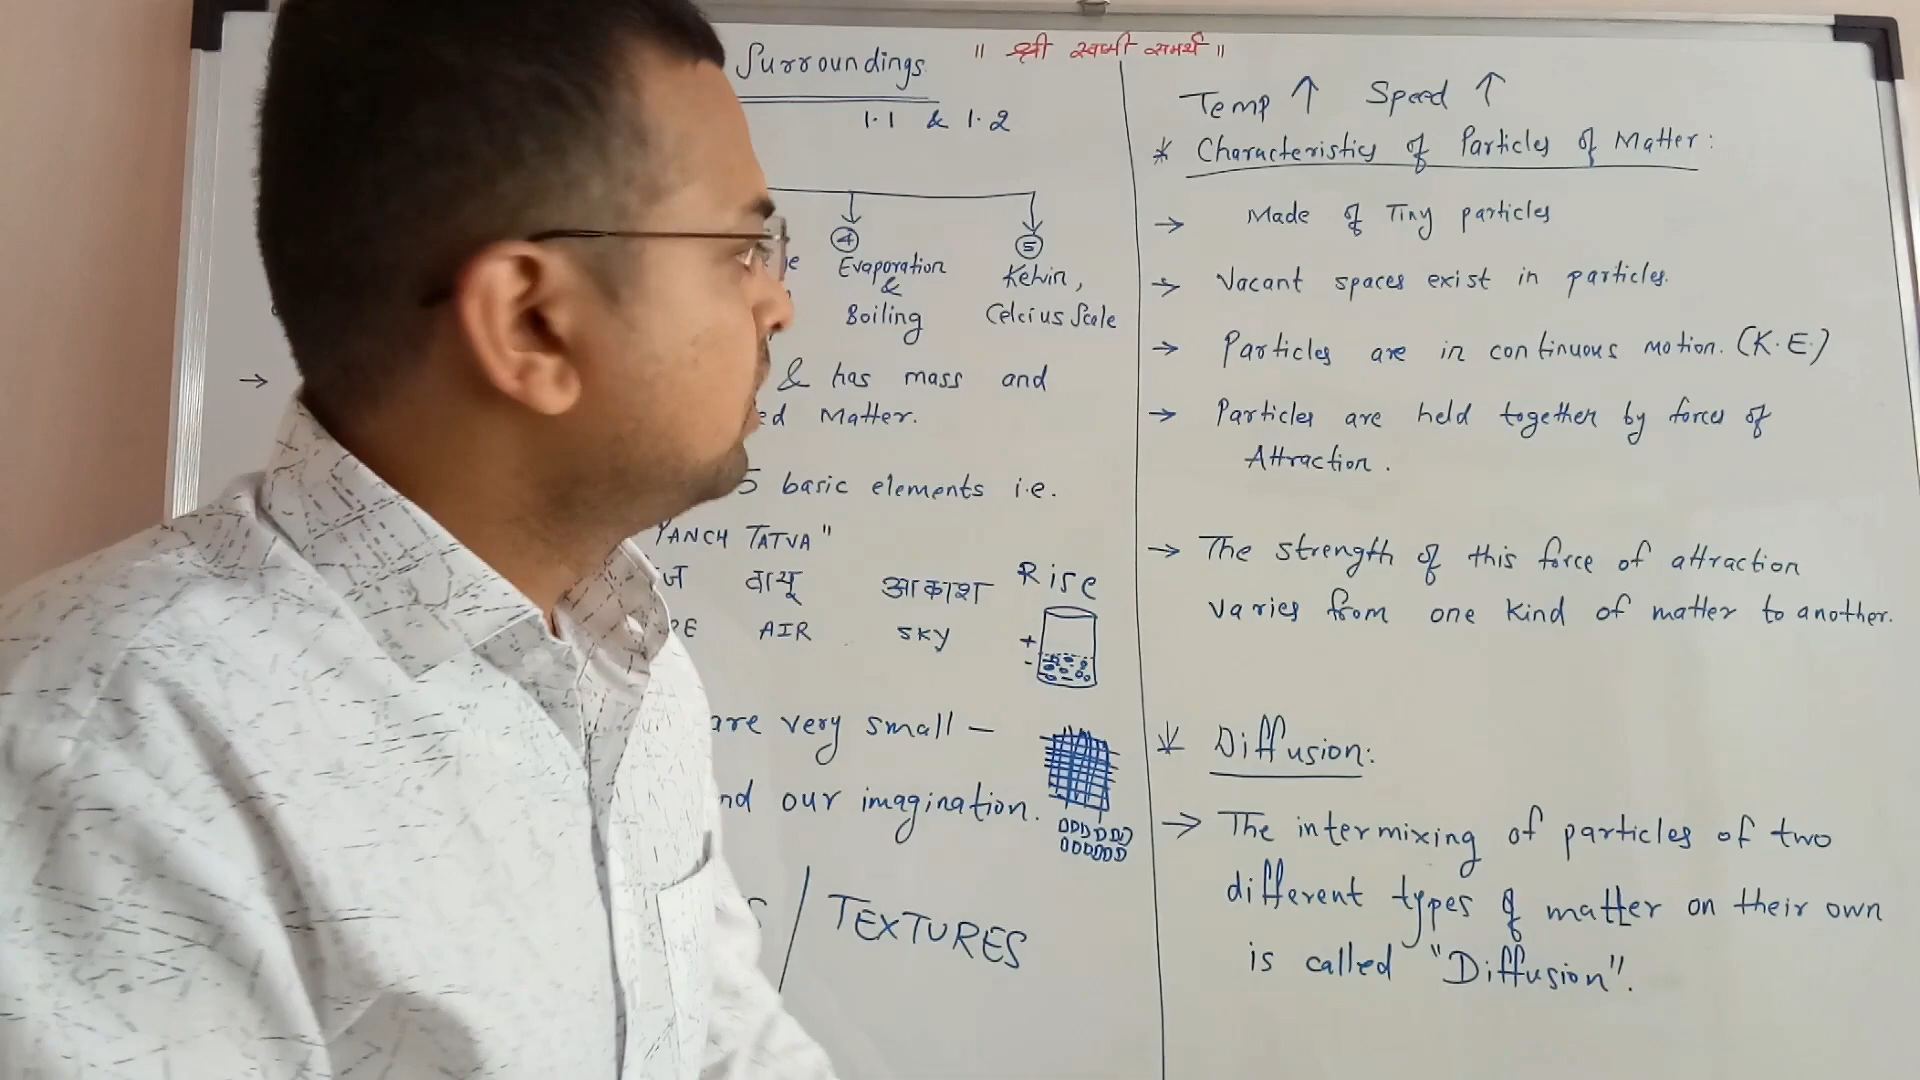 Surroundings
॥ श्री स्वामी समर्थ ॥
1.1 & 1.2
4
5
Evaporation
&
Boiling
Kelvin,
Celcius Scale
& has mass and
Matter.
5 basic elements i.e.
PANCH TATVA"
वायू आकाश
AIR SKY
Rise
+
-
are very small —
our imagination.
/ TEXTURES
Temp ↑ Speed ↑
* Characteristics of Particles of Matter:
→ Made of Tiny particles
→ Vacant spaces exist in particles.
→ Particles are in continuous motion. (K.E.)
→ Particles are held together by forces of
Attraction.
→ The strength of this force of attraction
varies from one kind of matter to another.
* Diffusion:
→ The intermixing of particles of two
different types of matter on their own
is called "Diffusion".